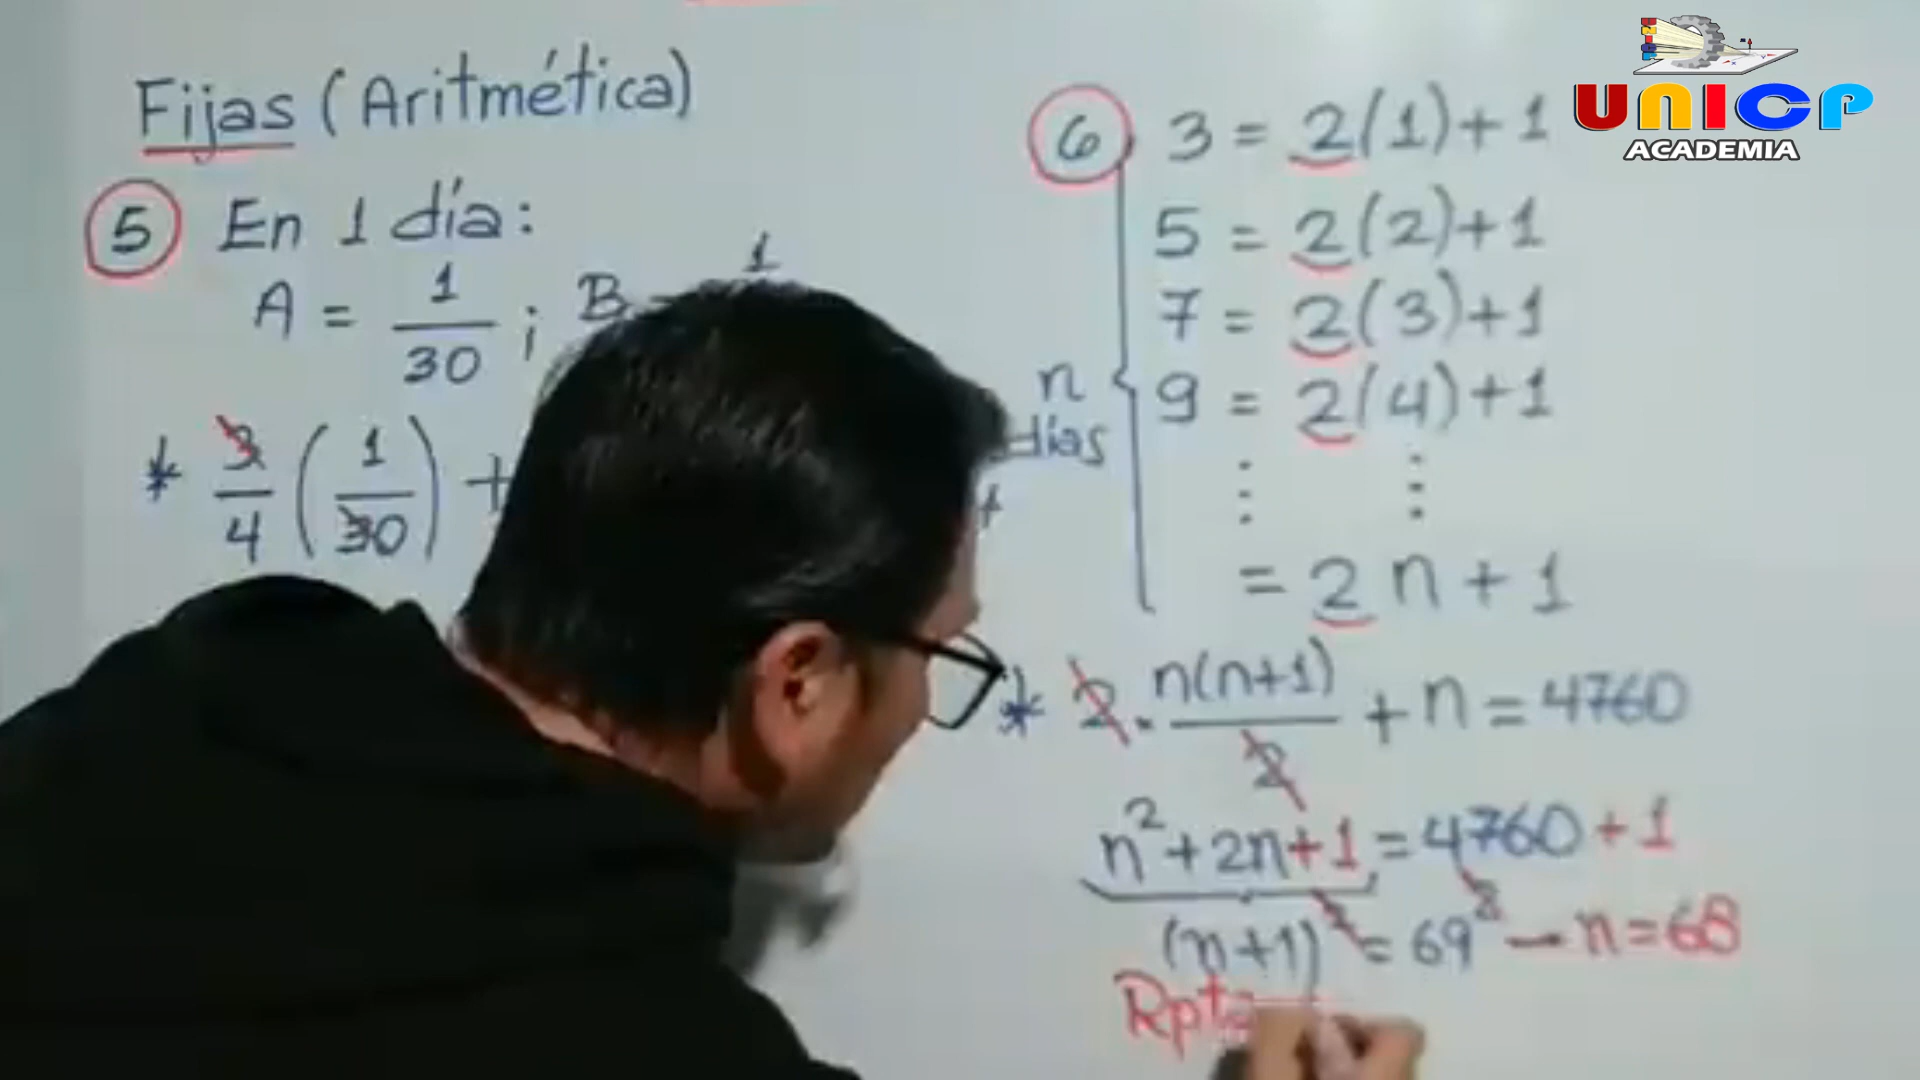 Fijas (Aritmética)
5 En 1 día:
A = 1/30 ; B = 1
* 3/4 (1/30) +
6 3 = 2(1)+1
5 = 2(2)+1
7 = 2(3)+1
9 = 2(4)+1
n
días
⋮ ⋮
+
= 2n+1
* 2·n(n+1)/2 + n = 4760
n²+2n+1 = 4760+1
(n+1)² = 69² — n=68
Rpta
UNICP
ACADEMIA